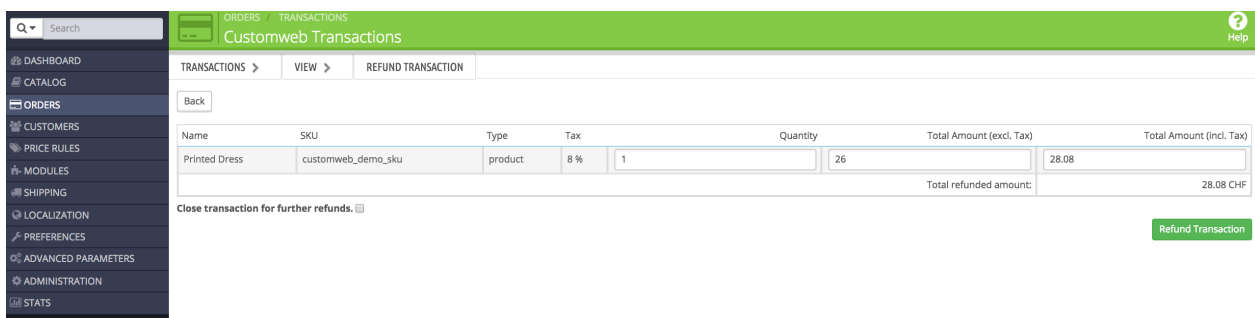 Search
DASHBOARD
CATALOG
ORDERS
CUSTOMERS
PRICE RULES
MODULES
SHIPPING
LOCALIZATION
PREFERENCES
ADVANCED PARAMETERS
ADMINISTRATION
STATS
ORDERS / TRANSACTIONS
Customweb Transactions
Help
TRANSACTIONS > VIEW > REFUND TRANSACTION
Back
Name SKU Type Tax Quantity Total Amount (excl. Tax) Total Amount (incl. Tax)
Printed Dress customweb_demo_sku product 8 % 1 26 28.08
Total refunded amount: 28.08 CHF
Close transaction for further refunds.
Refund Transaction